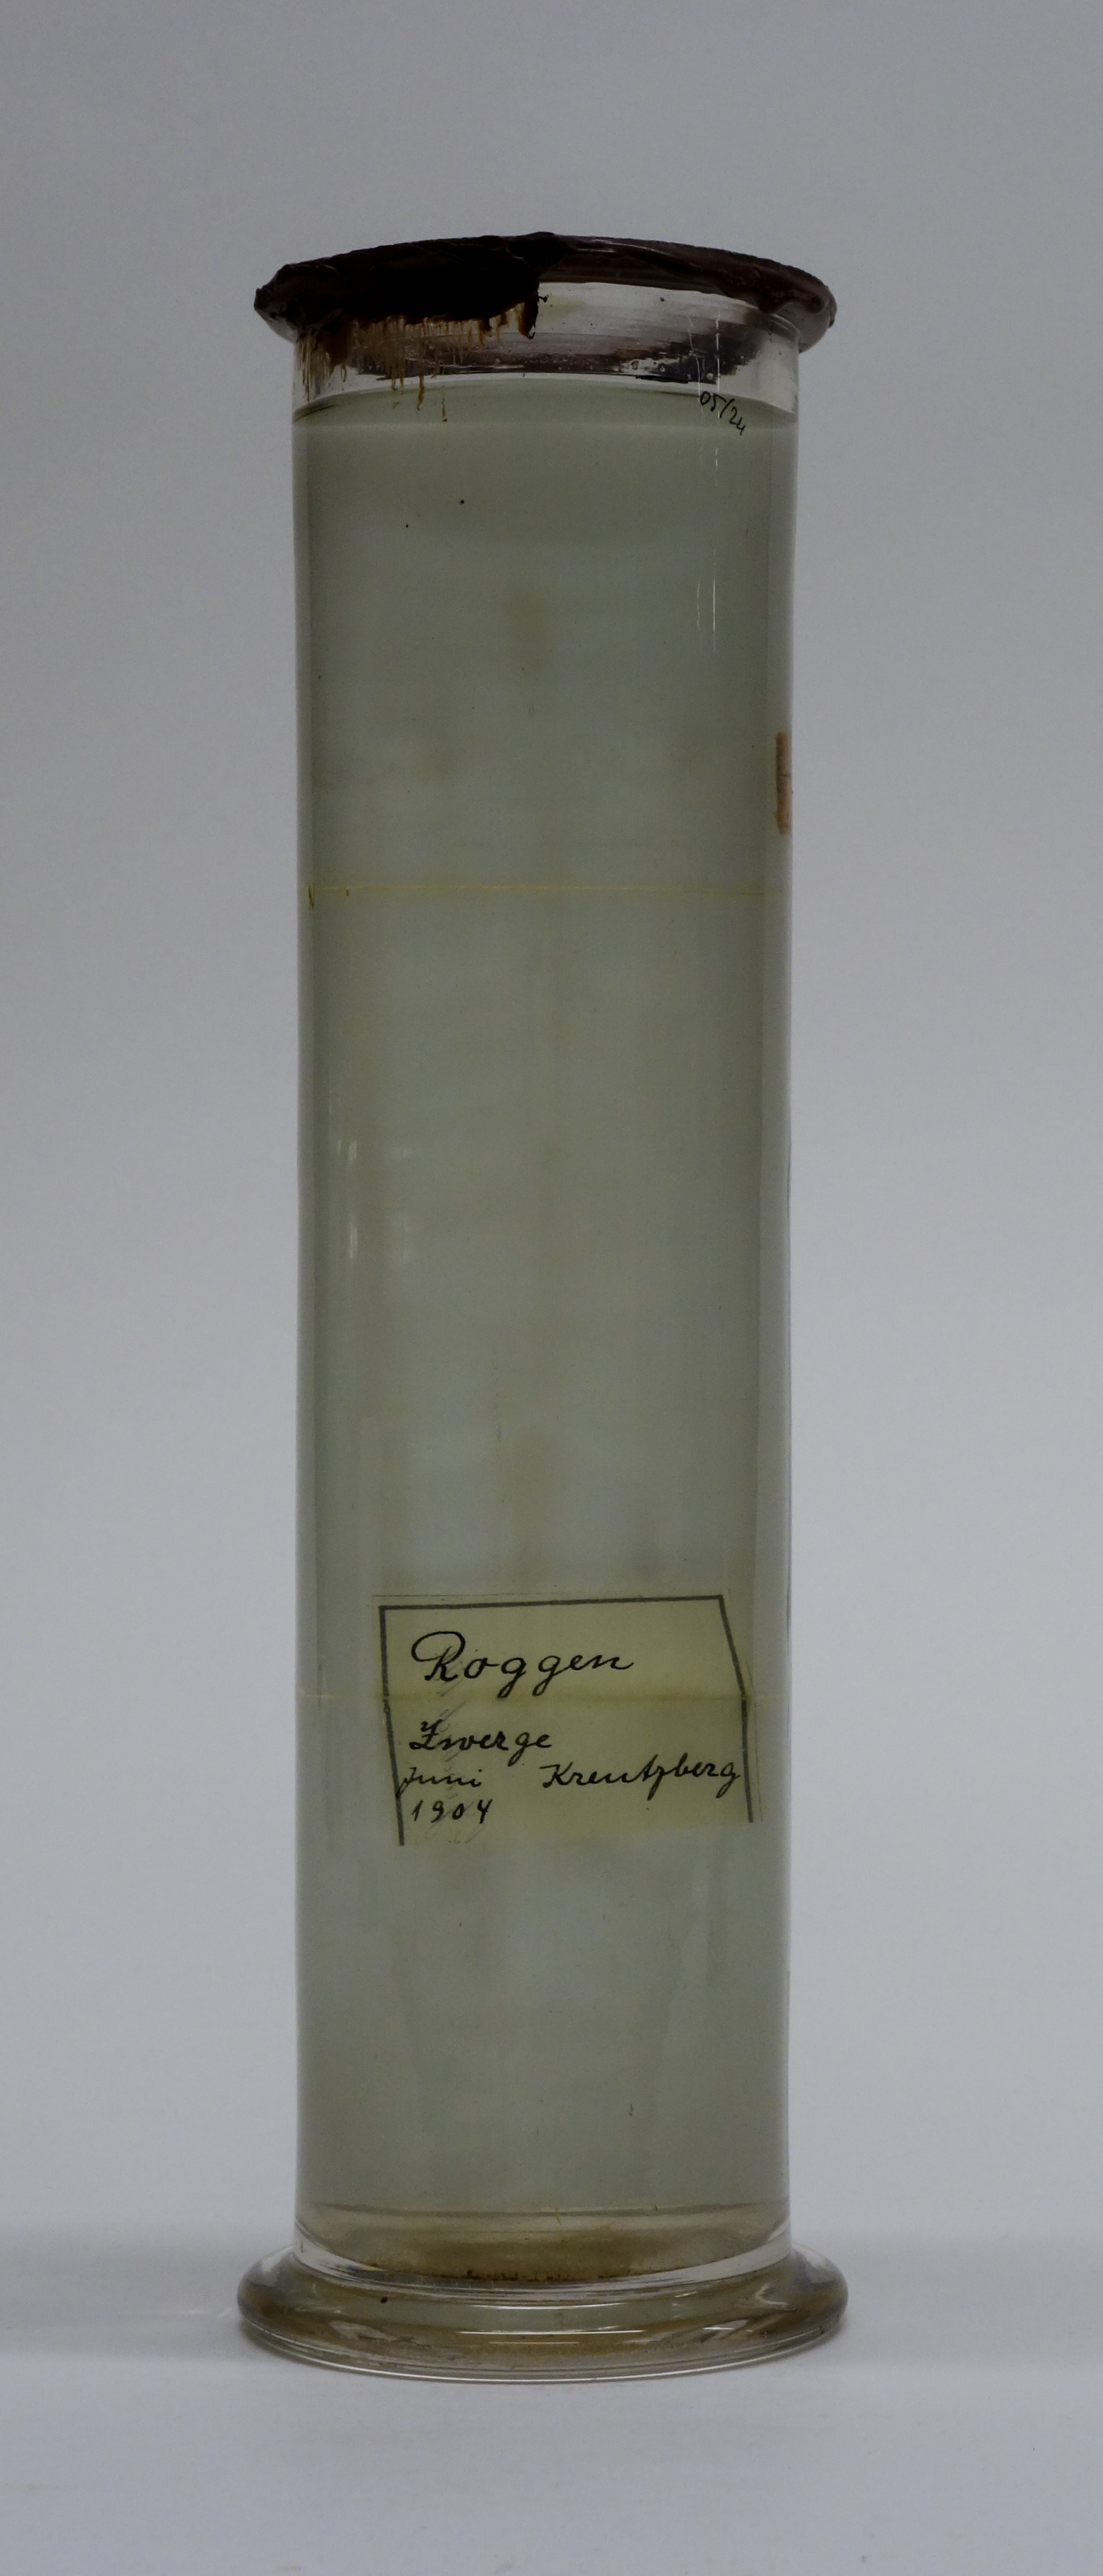 05/24
Roggen
Zwerge
Juni Kreutzberg
1904